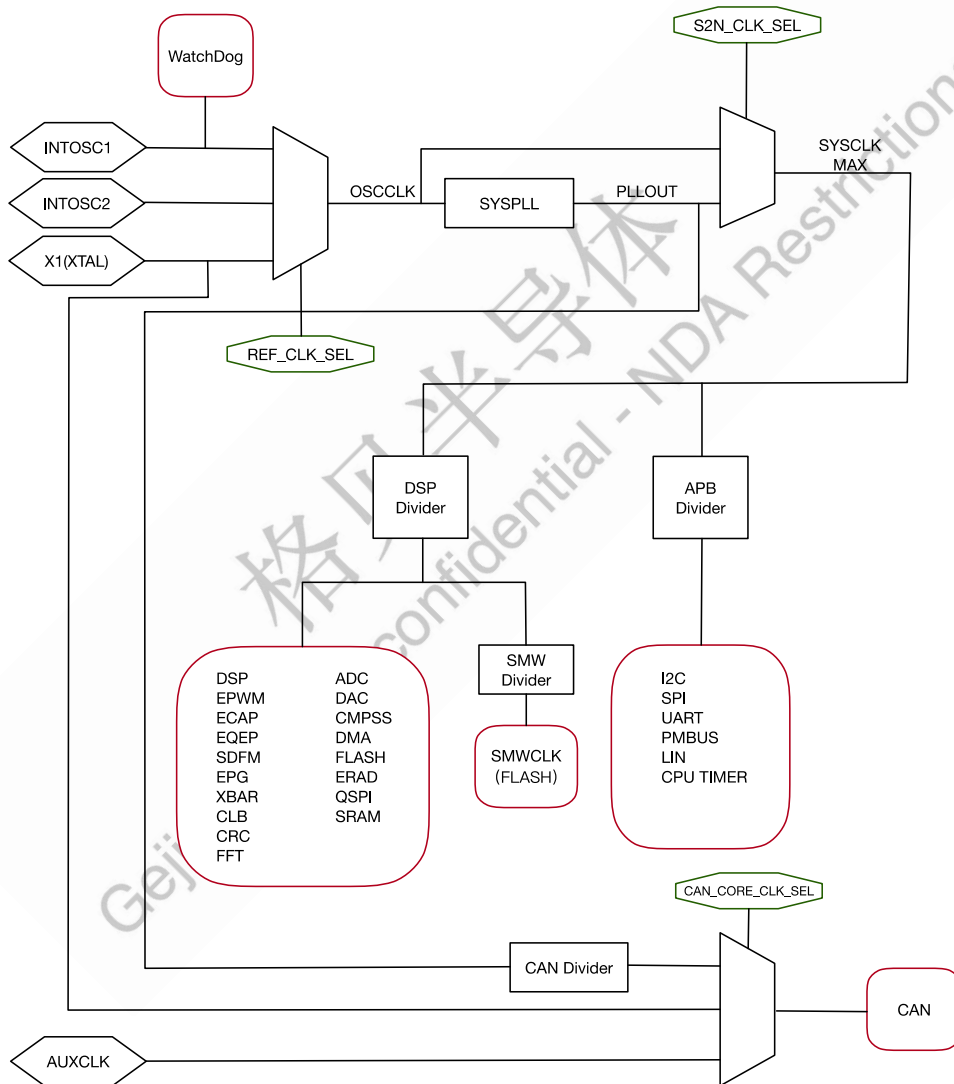 S2N_CLK_SEL
WatchDog
INTOSC1
SYSCLK
MAX
INTOSC2
OSCCLK
SYSPLL
PLLOUT
X1(XTAL)
REF_CLK_SEL
DSP
Divider
APB
Divider
DSP
EPWM
ECAP
EQEP
SDFM
EPG
XBAR
CLB
CRC
FFT
ADC
DAC
CMPSS
DMA
FLASH
ERAD
QSPI
SRAM
SMW
Divider
SMWCLK
(FLASH)
I2C
SPI
UART
PMBUS
LIN
CPU TIMER
CAN_CORE_CLK_SEL
CAN Divider
CAN
AUXCLK
格见半导体
confidential - NDA Restrictions